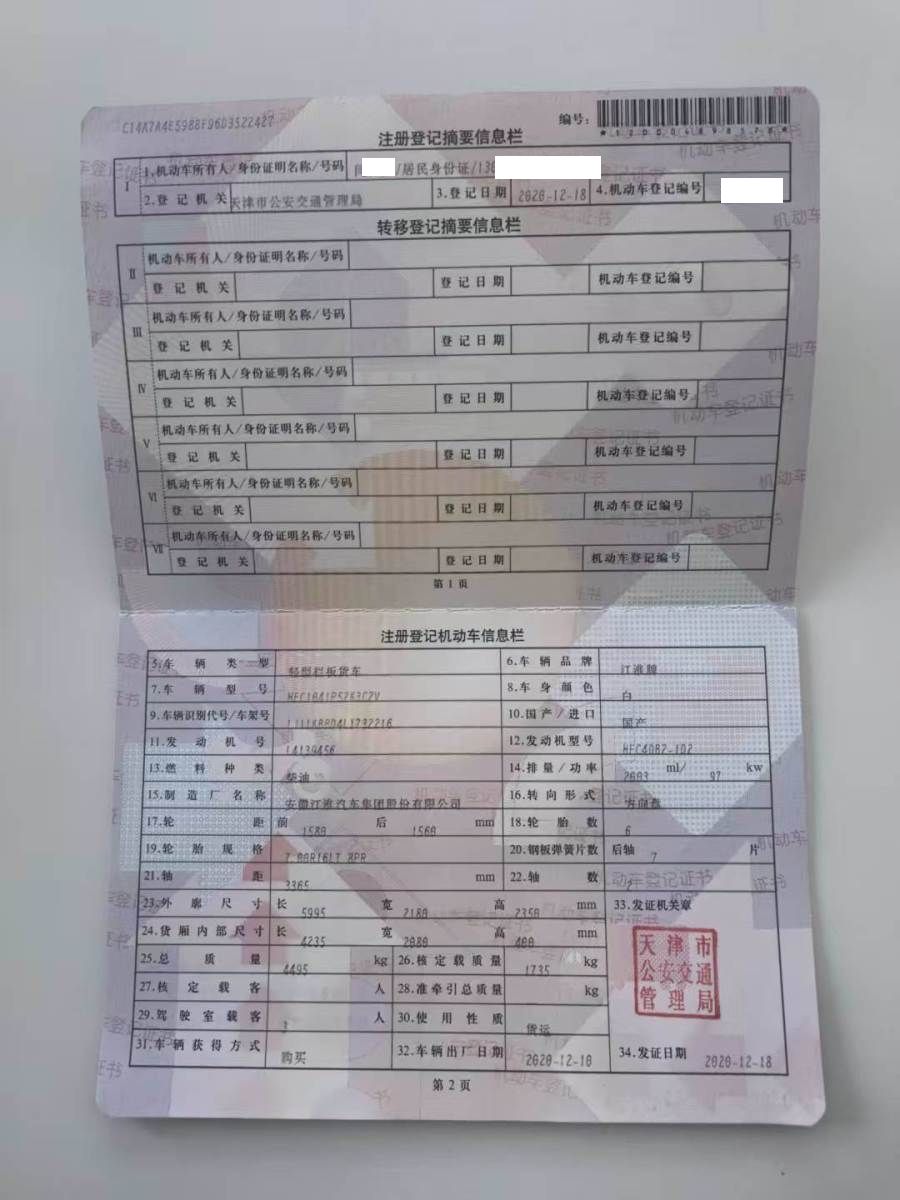 C14A7A4E5988F96D3522427
编号:
注册登记摘要信息栏
I 1.机动车所有人/身份证明名称/号码 /居民身份证/130
2.登记机关 天津市公安交通管理局 3.登记日期 2020-12-18 4.机动车登记编号
转移登记摘要信息栏
II 机动车所有人/身份证明名称/号码
登记机关 登记日期 机动车登记编号
III 机动车所有人/身份证明名称/号码
登记机关 登记日期 机动车登记编号
IV 机动车所有人/身份证明名称/号码
登记机关 登记日期 机动车登记编号
V 机动车所有人/身份证明名称/号码
登记机关 登记日期 机动车登记编号
VI 机动车所有人/身份证明名称/号码
登记机关 登记日期 机动车登记编号
VII 机动车所有人/身份证明名称/号码
登记机关 登记日期 机动车登记编号
第1页
注册登记机动车信息栏
5.车辆类型 轻型栏板货车 6.车辆品牌 江淮牌
7.车辆型号 HFC1041P52K3C2V 8.车身颜色 白
9.车辆识别代号/车架号 10.国产/进口 国产
11.发动机号 L4139456 12.发动机型号 HFC4DB2-1D2
13.燃料种类 柴油 14.排量/功率 2003 ml/ 97 kw
15.制造厂名称 安徽江淮汽车集团股份有限公司 16.转向形式 方向盘
17.轮距 前 1580 后 1560 mm 18.轮胎数 6
19.轮胎规格 7.00R16LT 8PR 20.钢板弹簧片数 后轴 7 片
21.轴距 3365 mm 22.轴数 2
23.外廓尺寸 长 5995 宽 2180 高 2350 mm 33.发证机关章
24.货厢内部尺寸 长 4235 宽 2080 高 400 mm
天津市
公安交通
管理局
25.总质量 4495 kg 26.核定载质量 1735 kg
27.核定载客 人 28.准牵引总质量 kg
29.驾驶室载客 3 人 30.使用性质 货运
31.车辆获得方式 购买 32.车辆出厂日期 2020-12-10 34.发证日期 2020-12-18
第2页